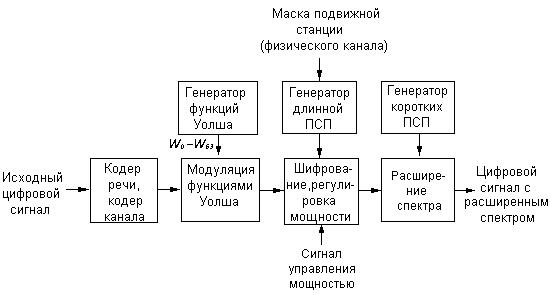 Маска подвижной
станции
(физического канала)
Генератор
функций
Уолша
Генератор
длинной
ПСП
Генератор
коротких
ПСП
W0 – W63
Исходный
цифровой
сигнал
Кодер
речи,
кодер
канала
Модуляция
функциями
Уолша
Шифрова-
ние,регули-
ровка
мощности
Расшире-
ние
спектра
Цифровой
сигнал с
расширенным
спектром
Сигнал
управления
мощностью